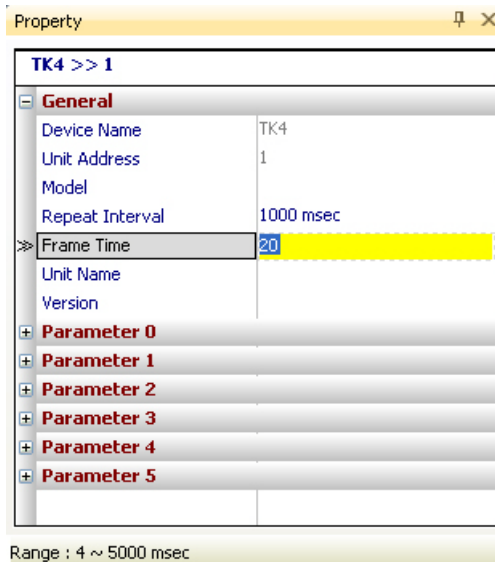 Property
TK4 >> 1
General
Device Name TK4
Unit Address 1
Model
Repeat Interval 1000 msec
Frame Time 20
Unit Name
Version
Parameter 0
Parameter 1
Parameter 2
Parameter 3
Parameter 4
Parameter 5
Range : 4 ~ 5000 msec